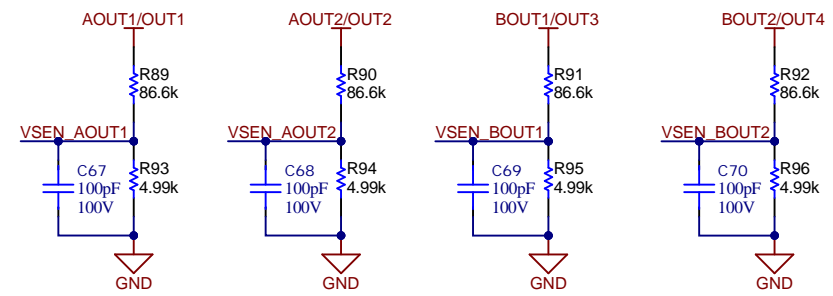 AOUT1/OUT1
R89
86.6k
VSEN_AOUT1
C67
100pF
100V
R93
4.99k
GND
AOUT2/OUT2
R90
86.6k
VSEN_AOUT2
C68
100pF
100V
R94
4.99k
GND
BOUT1/OUT3
R91
86.6k
VSEN_BOUT1
C69
100pF
100V
R95
4.99k
GND
BOUT2/OUT4
R92
86.6k
VSEN_BOUT2
C70
100pF
100V
R96
4.99k
GND